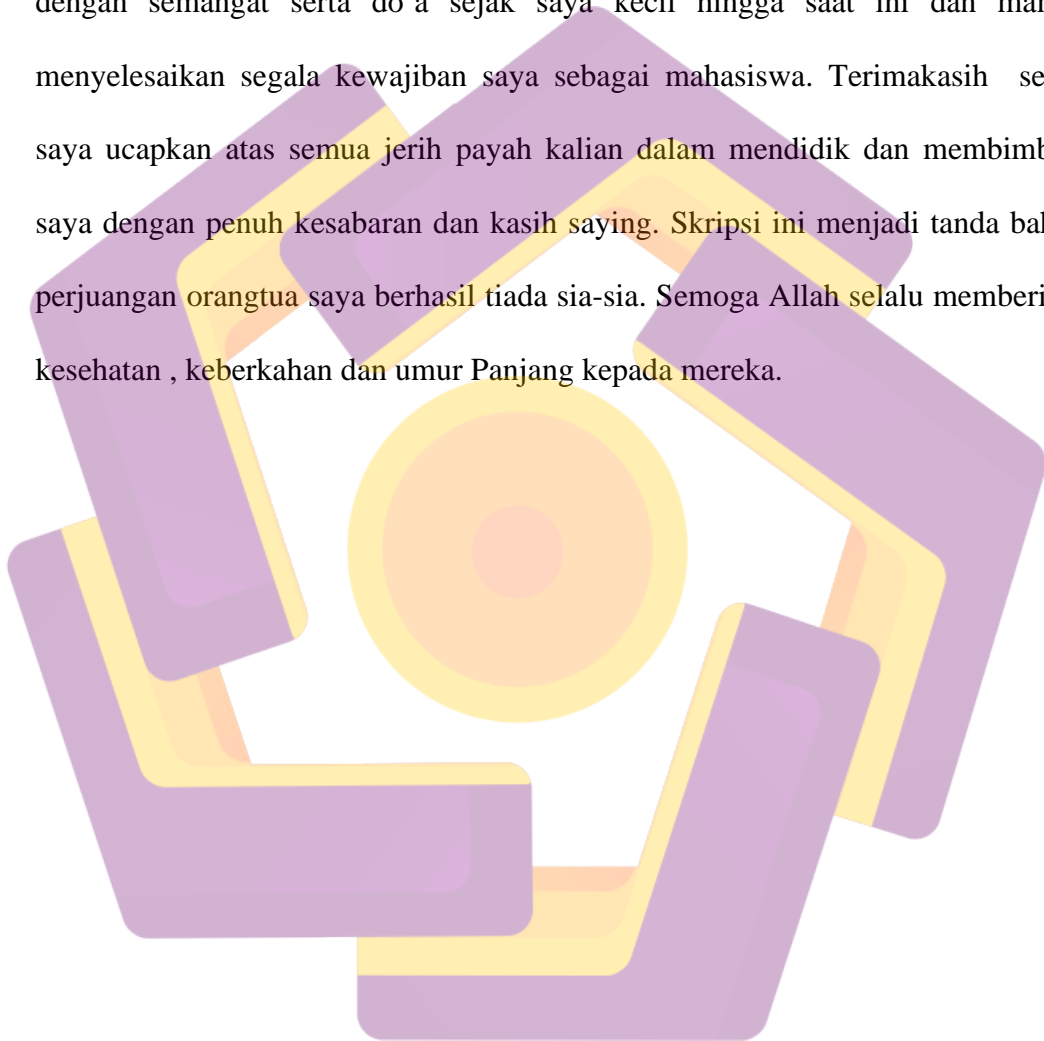 dengan semangat serta do'a sejak saya kecil hingga saat ini dan
menyelesaikan segala kewajiban saya sebagai mahasiswa. Terimakasih
saya ucapkan atas semua jerih payah kalian dalam mendidik dan
saya dengan penuh kesabaran dan kasih saying. Skripsi ini menjadi tanda
perjuangan orangtua saya berhasil tiada sia-sia. Semoga Allah selalu
kesehatan , keberkahan dan umur Panjang kepada mereka.